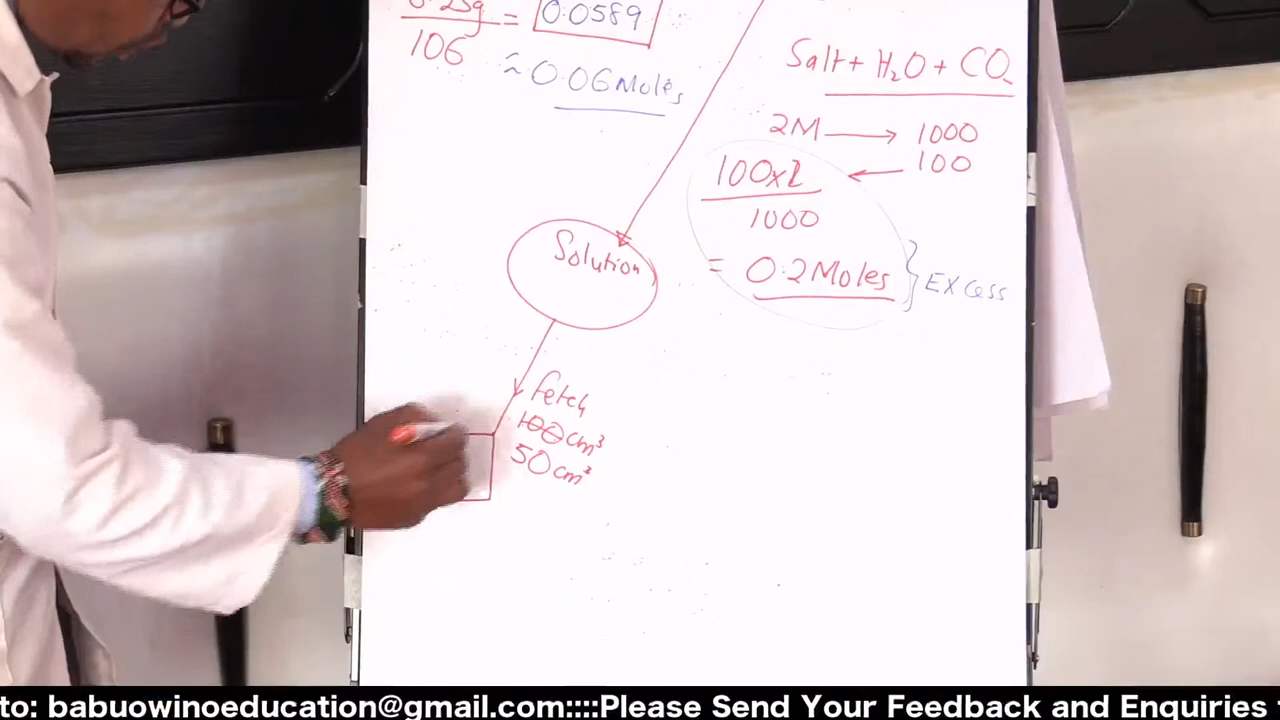 = 0.0589
106
~ 0.06 Moles
Salt + H₂O + CO
2M → 1000
← 100
100x2
1000
= 0.2 Moles } Excess
Solution
fetch
100cm³
50cm³
to: babuowinoeducation@gmail.com::::Please Send Your Feedback and Enquiries